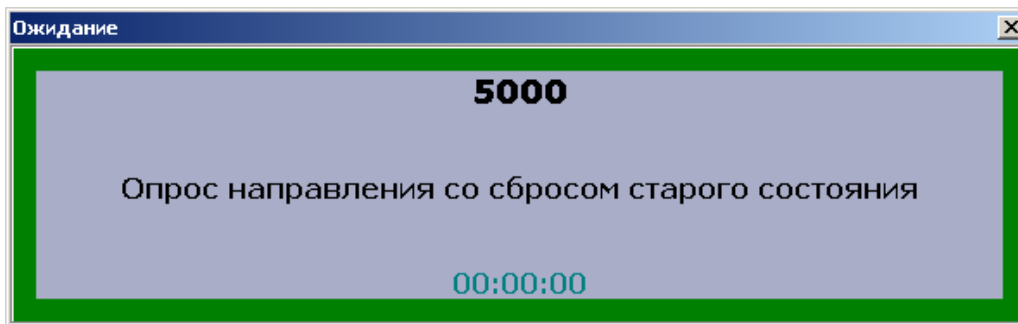 Ожидание
5000
Опрос направления со сбросом старого состояния
00:00:00